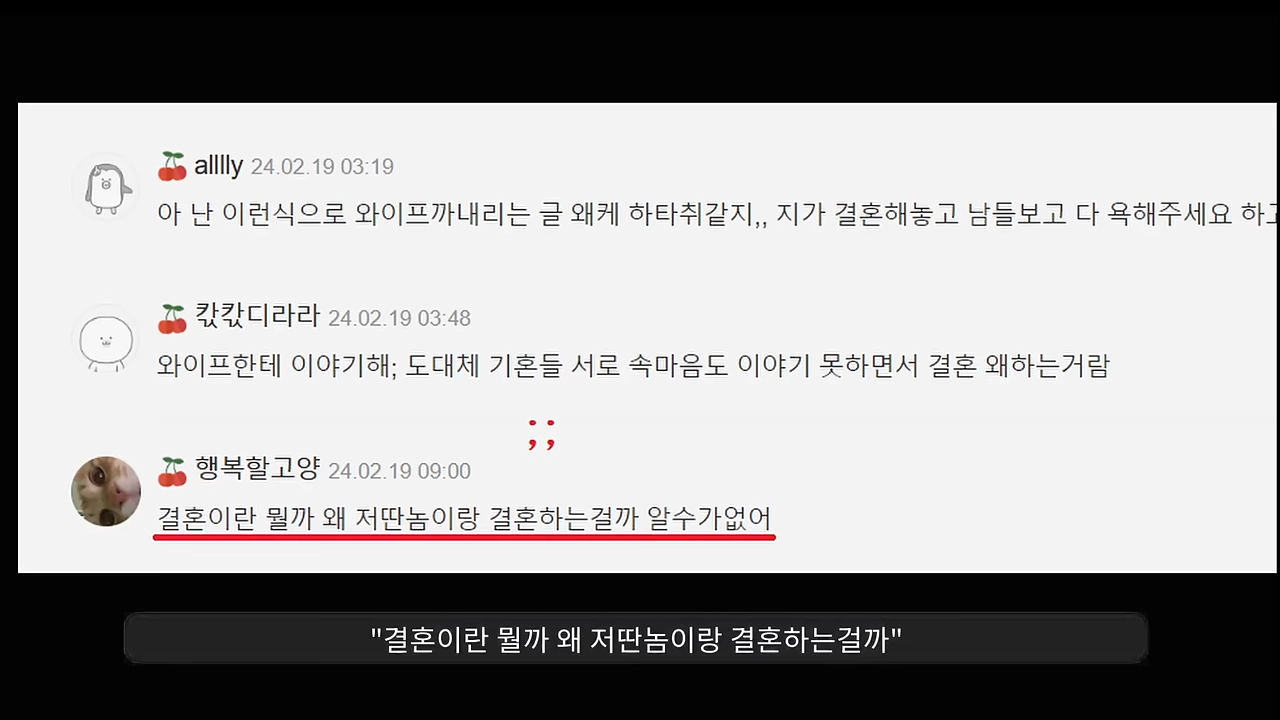 alllly 24.02.19 03:19
아 난 이런식으로 와이프까내리는 글 왜케 하타취같지,, 지가 결혼해놓고 남들보고 다 욕해주세요 하고
캆캆디라라 24.02.19 03:48
와이프한테 이야기해; 도대체 기혼들 서로 속마음도 이야기 못하면서 결혼 왜하는거람
;;
행복할고양 24.02.19 09:00
결혼이란 뭘까 왜 저딴놈이랑 결혼하는걸까 알수가없어
"결혼이란 뭘까 왜 저딴놈이랑 결혼하는걸까"